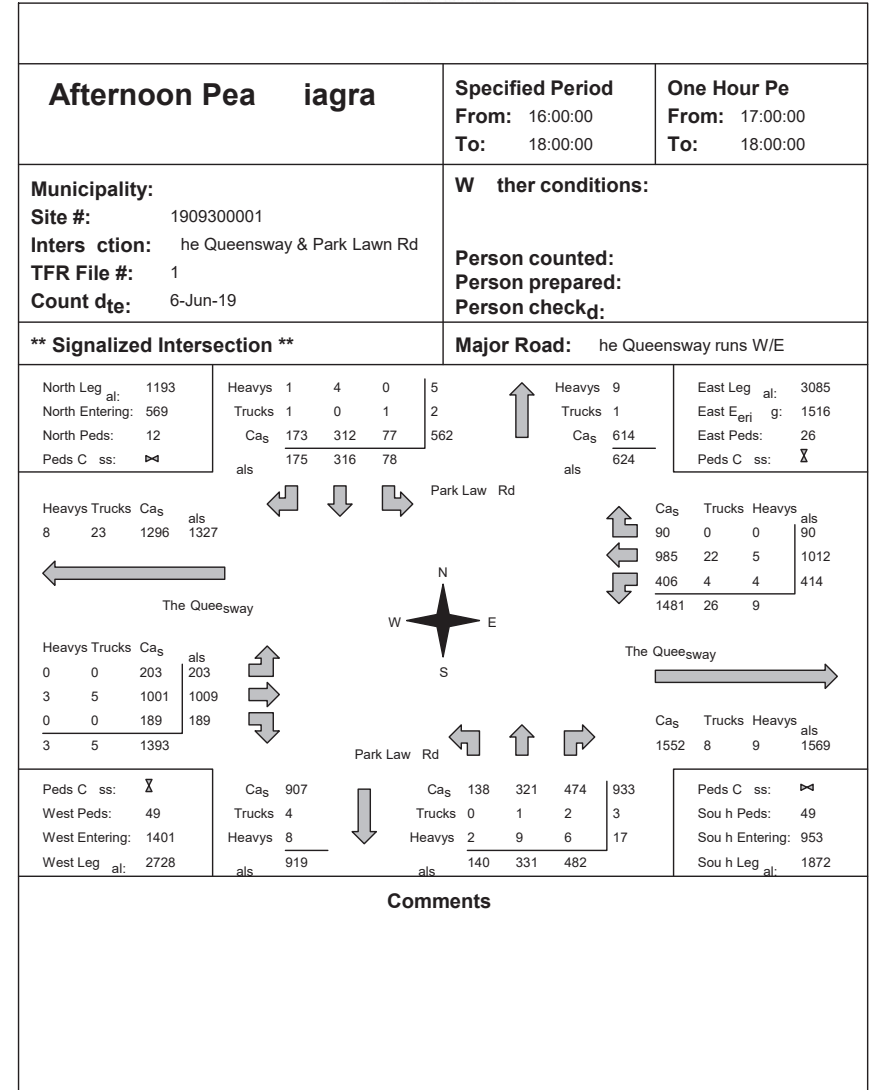 Afternoon Pea iagra
Specified Period
From: 16:00:00
To: 18:00:00
One Hour Pe
From: 17:00:00
To: 18:00:00
Municipality:
Site #: 1909300001
Inters ction: he Queensway & Park Lawn Rd
TFR File #: 1
Count dte: 6-Jun-19
W ther conditions:
Person counted:
Person prepared:
Person checkd:
** Signalized Intersection **
Major Road: he Queensway runs W/E
North Leg al: 1193
North Entering: 569
North Peds: 12
Peds C ss:
Heavys 1 4 0 5
Trucks 1 0 1 2
Cas 173 312 77 562
als 175 316 78
Heavys 9
Trucks 1
Cas 614
als 624
East Leg al: 3085
East Eeri g: 1516
East Peds: 26
Peds C ss:
Park Law Rd
Heavys Trucks Cas als
8 23 1296 1327
Cas Trucks Heavys als
90 0 0 90
985 22 5 1012
406 4 4 414
1481 26 9
The Queesway
N
W E
S
Heavys Trucks Cas als
0 0 203 203
3 5 1001 1009
0 0 189 189
3 5 1393
The Queesway
Cas Trucks Heavys als
1552 8 9 1569
Park Law Rd
Peds C ss:
West Peds: 49
West Entering: 1401
West Leg al: 2728
Cas 907
Trucks 4
Heavys 8
als 919
Cas 138 321 474 933
Trucks 0 1 2 3
Heavys 2 9 6 17
als 140 331 482
Peds C ss:
Sou h Peds: 49
Sou h Entering: 953
Sou h Leg al: 1872
Comments